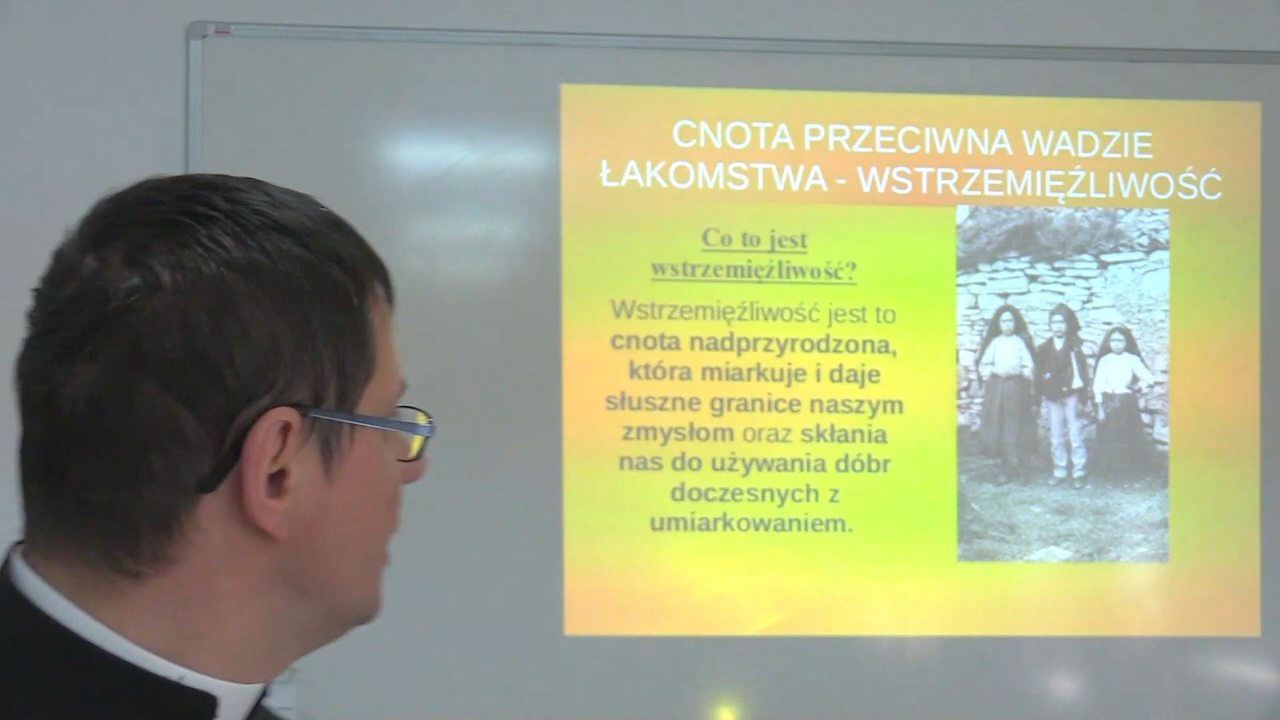 CNOTA PRZECIWNA WADZIE
ŁAKOMSTWA - WSTRZEMIĘŹLIWOŚĆ
Co to jest
wstrzemięźliwość?
Wstrzemięźliwość jest to
cnota nadprzyrodzona,
która miarkuje i daje
słuszne granice naszym
zmysłom oraz skłania
nas do używania dóbr
doczesnych z
umiarkowaniem.